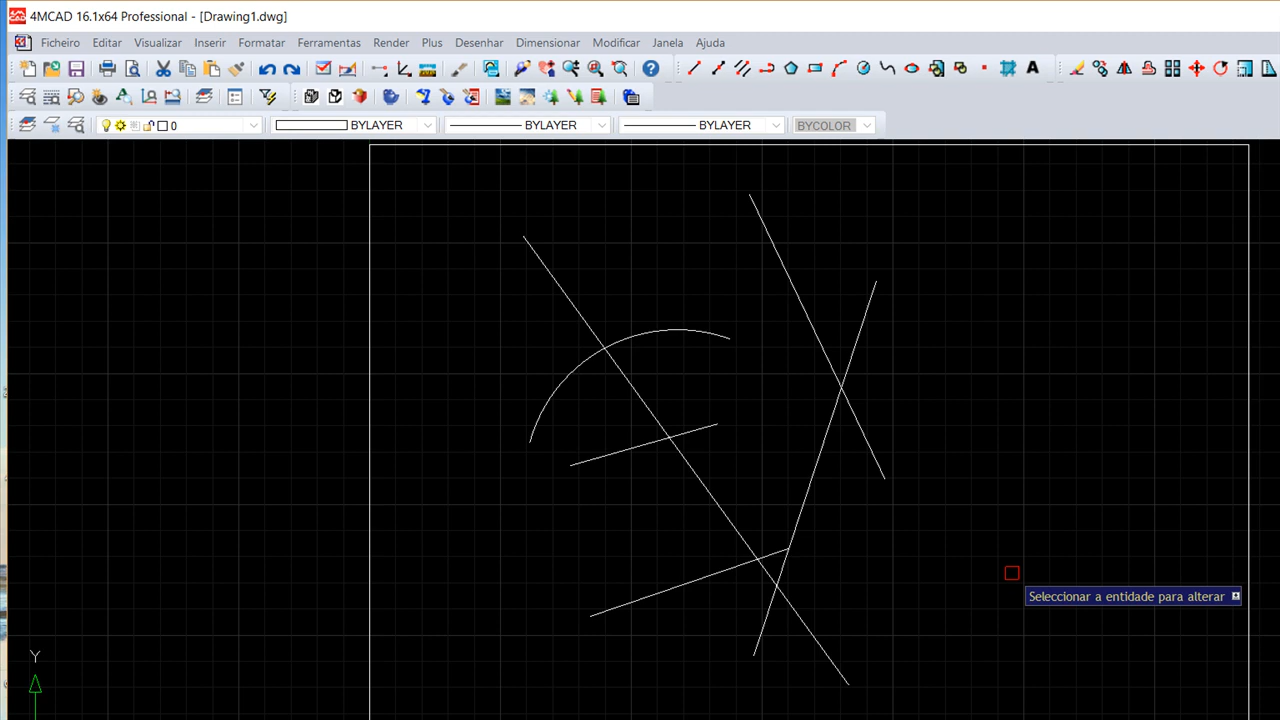 4MCAD 16.1x64 Professional - [Drawing1.dwg]
Ficheiro Editar Visualizar Inserir Formatar Ferramentas Render Plus Desenhar Dimensionar Modificar Janela Ajuda
A
0 BYLAYER BYLAYER BYLAYER BYCOLOR
Seleccionar a entidade para alterar
Y